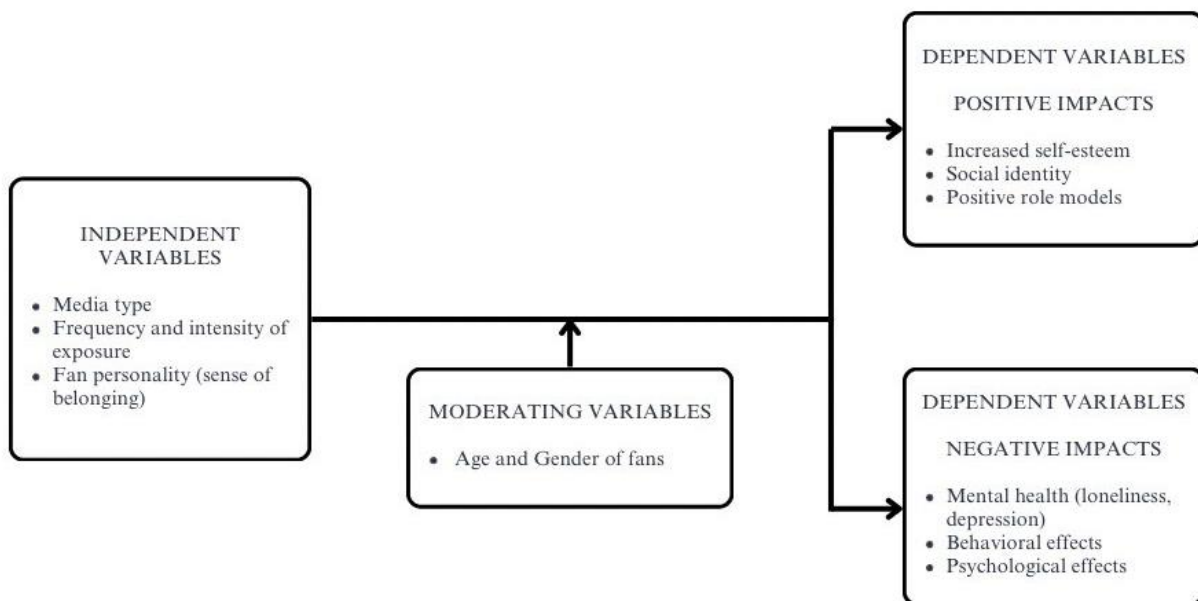 INDEPENDENT
VARIABLES
• Media type
• Frequency and intensity of
exposure
• Fan personality (sense of
belonging)
MODERATING VARIABLES
• Age and Gender of fans
DEPENDENT VARIABLES
POSITIVE IMPACTS
• Increased self-esteem
• Social identity
• Positive role models
DEPENDENT VARIABLES
NEGATIVE IMPACTS
• Mental health (loneliness,
depression)
• Behavioral effects
• Psychological effects